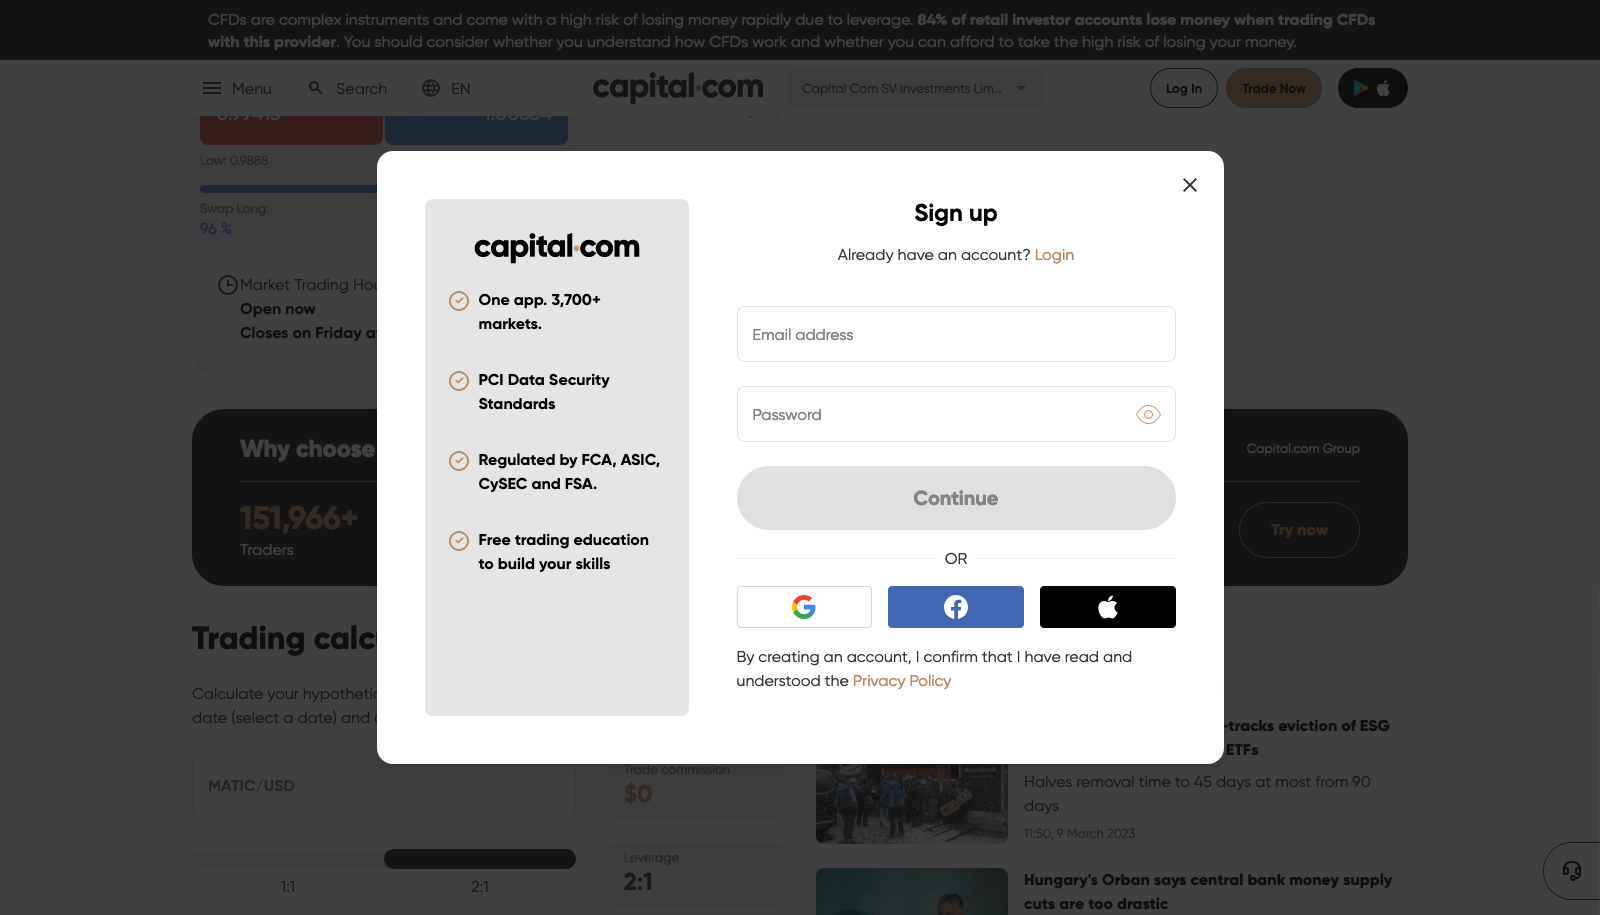 CFDs are complex instruments and come with a high risk of losing money rapidly due to leverage. 84% of retail investor accounts lose money when trading CFDs
with this provider. You should consider whether you understand how CFDs work and whether you can afford to take the high risk of losing your money.
Menu
Search
EN
capital.com
Capital Com SV Investments Lim...
Log In
Trade Now
Low: 0.9888
Swap Long:
96 %
Market Trading Hou
Open now
Closes on Friday a
Why choose
Capital.com Group
151,966+
Traders
Try now
capital.com
One app. 3,700+
markets.
PCI Data Security
Standards
Regulated by FCA, ASIC,
CySEC and FSA.
Free trading education
to build your skills
Sign up
Already have an account? Login
Email address
Password
Continue
OR
By creating an account, I confirm that I have read and
understood the Privacy Policy
Trading calc
Calculate your hypothetic
date (select a date) and
MATIC/USD
1:1
2:1
Trade commission
$0
Leverage
2:1
-tracks eviction of ESG
ETFs
Halves removal time to 45 days at most from 90
days
11:50, 9 March 2023
Hungary's Orban says central bank money supply
cuts are too drastic